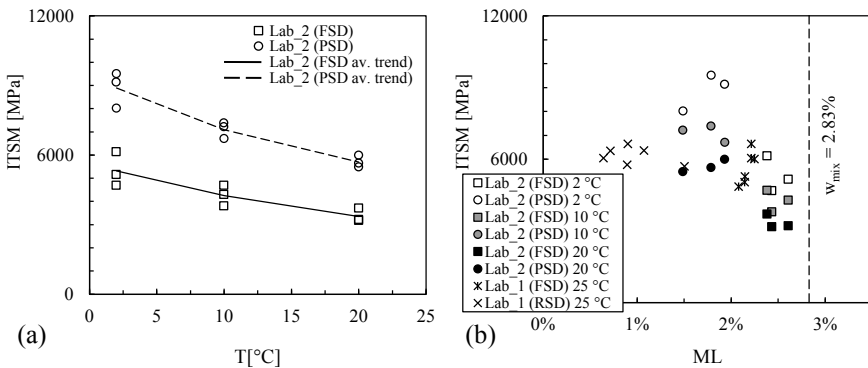 12000
6000
0
ITSM [MPa]
0 5 10 15 20 25
T[°C]
(a)
Lab_2 (FSD)
Lab_2 (PSD)
Lab_2 (FSD av. trend)
Lab_2 (PSD av. trend)
12000
6000
ITSM [MPa]
w_mix = 2.83%
Lab_2 (FSD) 2 °C
Lab_2 (PSD) 2 °C
Lab_2 (FSD) 10 °C
Lab_2 (PSD) 10 °C
Lab_2 (FSD) 20 °C
Lab_2 (PSD) 20 °C
Lab_1 (FSD) 25 °C
Lab_1 (RSD) 25 °C
0% 1% 2% 3%
ML
(b)